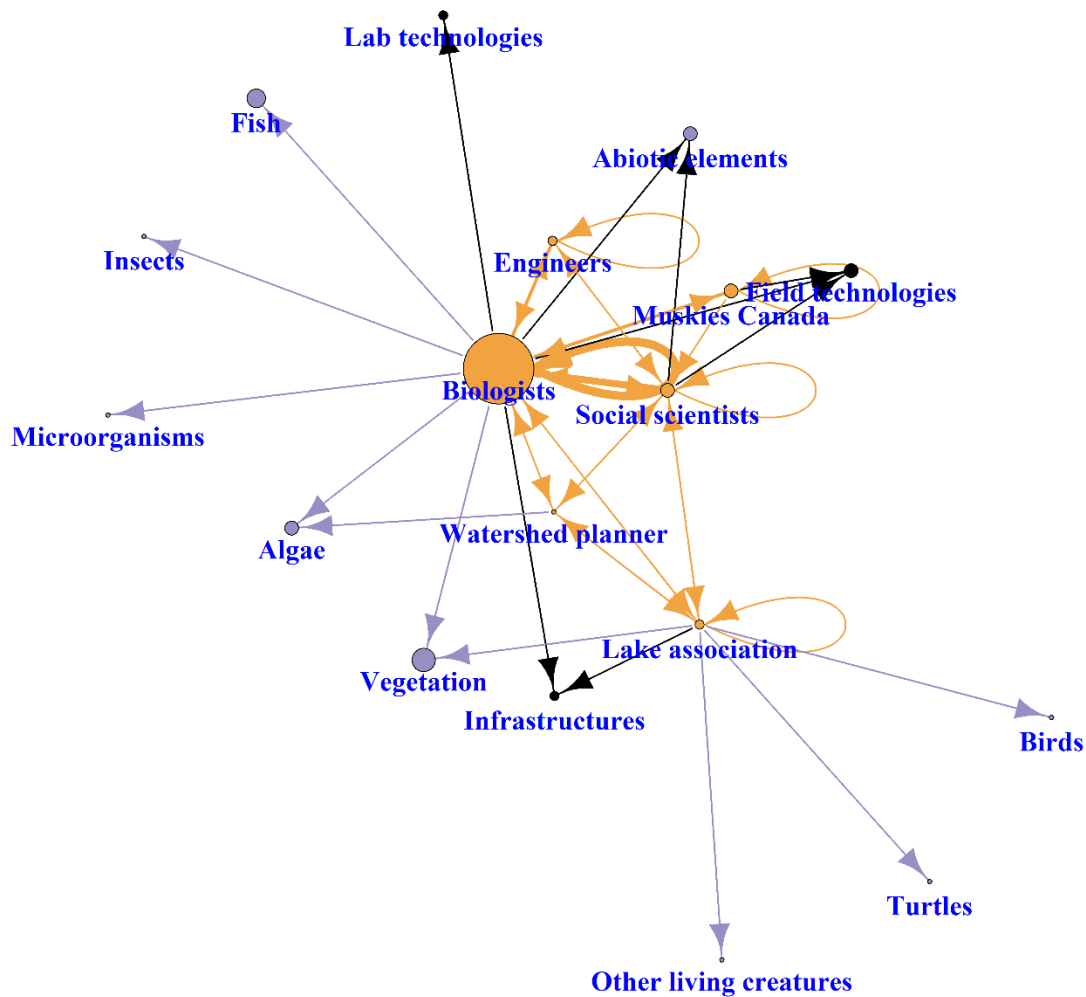 Lab technologies
Fish
Abiotic elements
Insects
Engineers
Field technologies
Muskies Canada
Biologists
Social scientists
Microorganisms
Watershed planner
Algae
Lake association
Vegetation
Infrastructures
Birds
Turtles
Other living creatures